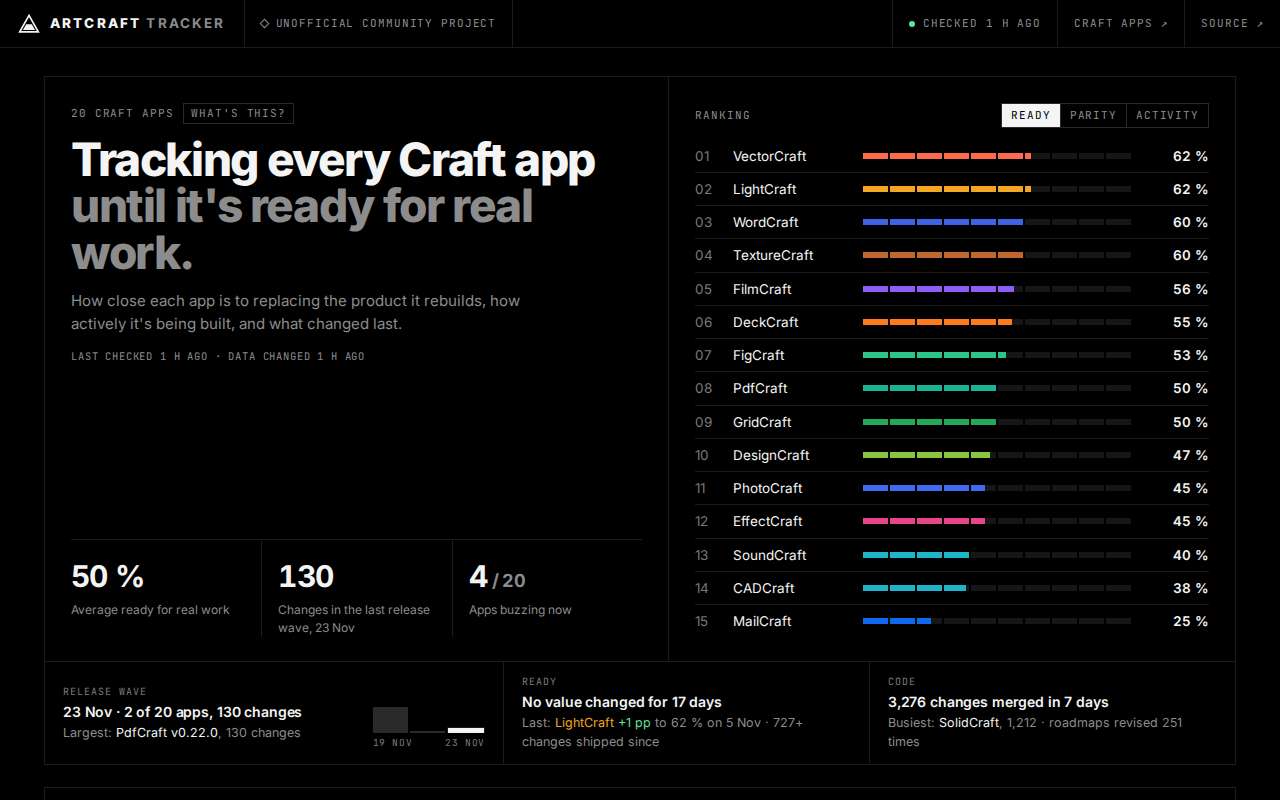 ARTCRAFT TRACKER
UNOFFICIAL COMMUNITY PROJECT
CHECKED 1 H AGO
CRAFT APPS ↗
SOURCE ↗
20 CRAFT APPS
WHAT'S THIS?
Tracking every Craft app
until it's ready for real
work.
How close each app is to replacing the product it rebuilds, how
actively it's being built, and what changed last.
LAST CHECKED 1 H AGO · DATA CHANGED 1 H AGO
50 %
Average ready for real work
130
Changes in the last release
wave, 23 Nov
4 / 20
Apps buzzing now
RANKING
READY
PARITY
ACTIVITY
01 VectorCraft 62 %
02 LightCraft 62 %
03 WordCraft 60 %
04 TextureCraft 60 %
05 FilmCraft 56 %
06 DeckCraft 55 %
07 FigCraft 53 %
08 PdfCraft 50 %
09 GridCraft 50 %
10 DesignCraft 47 %
11 PhotoCraft 45 %
12 EffectCraft 45 %
13 SoundCraft 40 %
14 CADCraft 38 %
15 MailCraft 25 %
RELEASE WAVE
23 Nov · 2 of 20 apps, 130 changes
Largest: PdfCraft v0.22.0, 130 changes
19 NOV
23 NOV
READY
No value changed for 17 days
Last: LightCraft +1 pp to 62 % on 5 Nov · 727+
changes shipped since
CODE
3,276 changes merged in 7 days
Busiest: SolidCraft, 1,212 · roadmaps revised 251
times